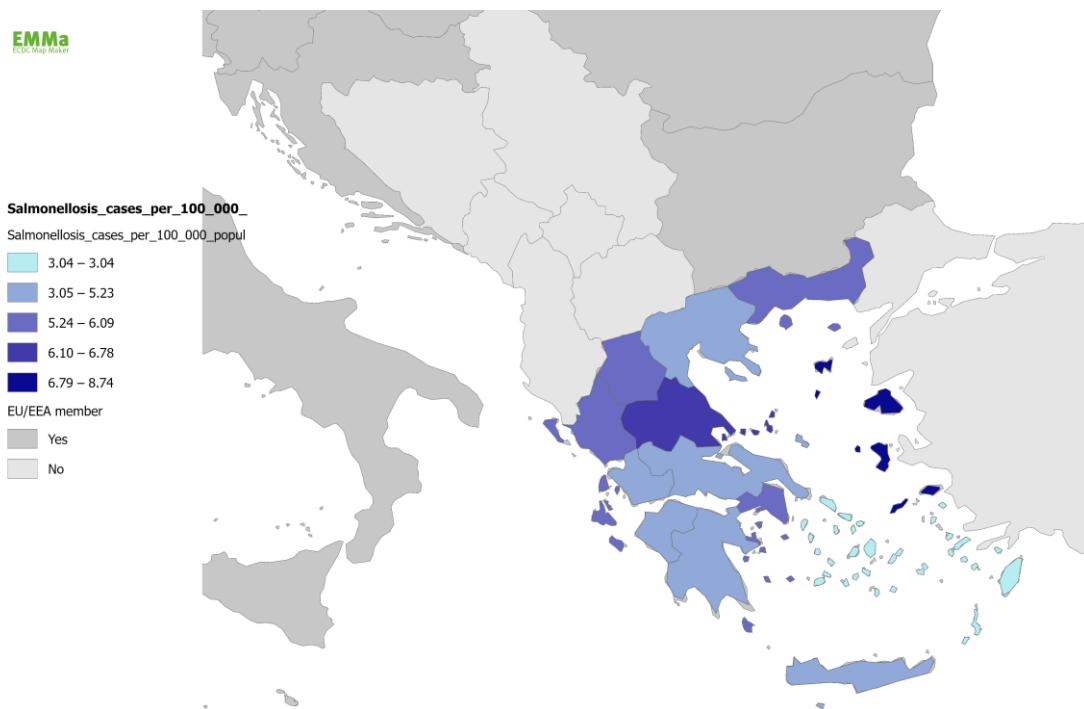 EMMa
ECDC Map Maker
Salmonellosis_cases_per_100_000_
Salmonellosis_cases_per_100_000_popul
3.04 – 3.04
3.05 – 5.23
5.24 – 6.09
6.10 – 6.78
6.79 – 8.74
EU/EEA member
Yes
No